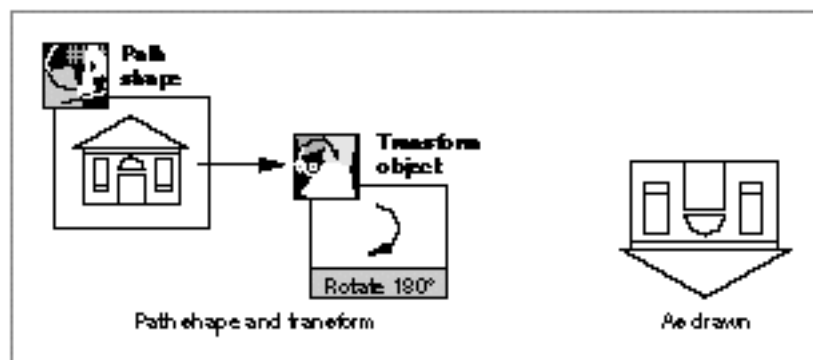 Path
shape
Transform
object
Rotate 180°
Path shape and transform
As drawn